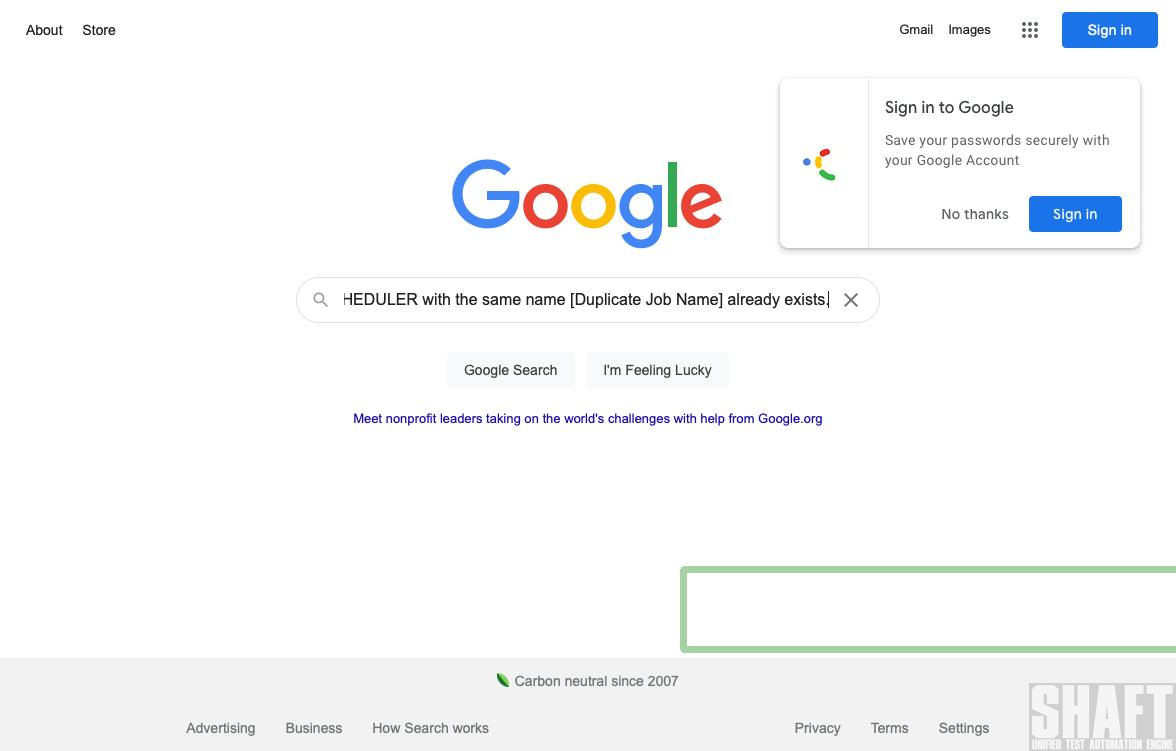 About Store Gmail Images Sign in
Sign in to Google
Save your passwords securely with
your Google Account
No thanks Sign in
Google
HEDULER with the same name [Duplicate Job Name] already exists.
Google Search I'm Feeling Lucky
Meet nonprofit leaders taking on the world's challenges with help from Google.org
Carbon neutral since 2007
Advertising Business How Search works Privacy Terms Settings
SHAFT
UNIFIED TEST AUTOMATION ENGINE